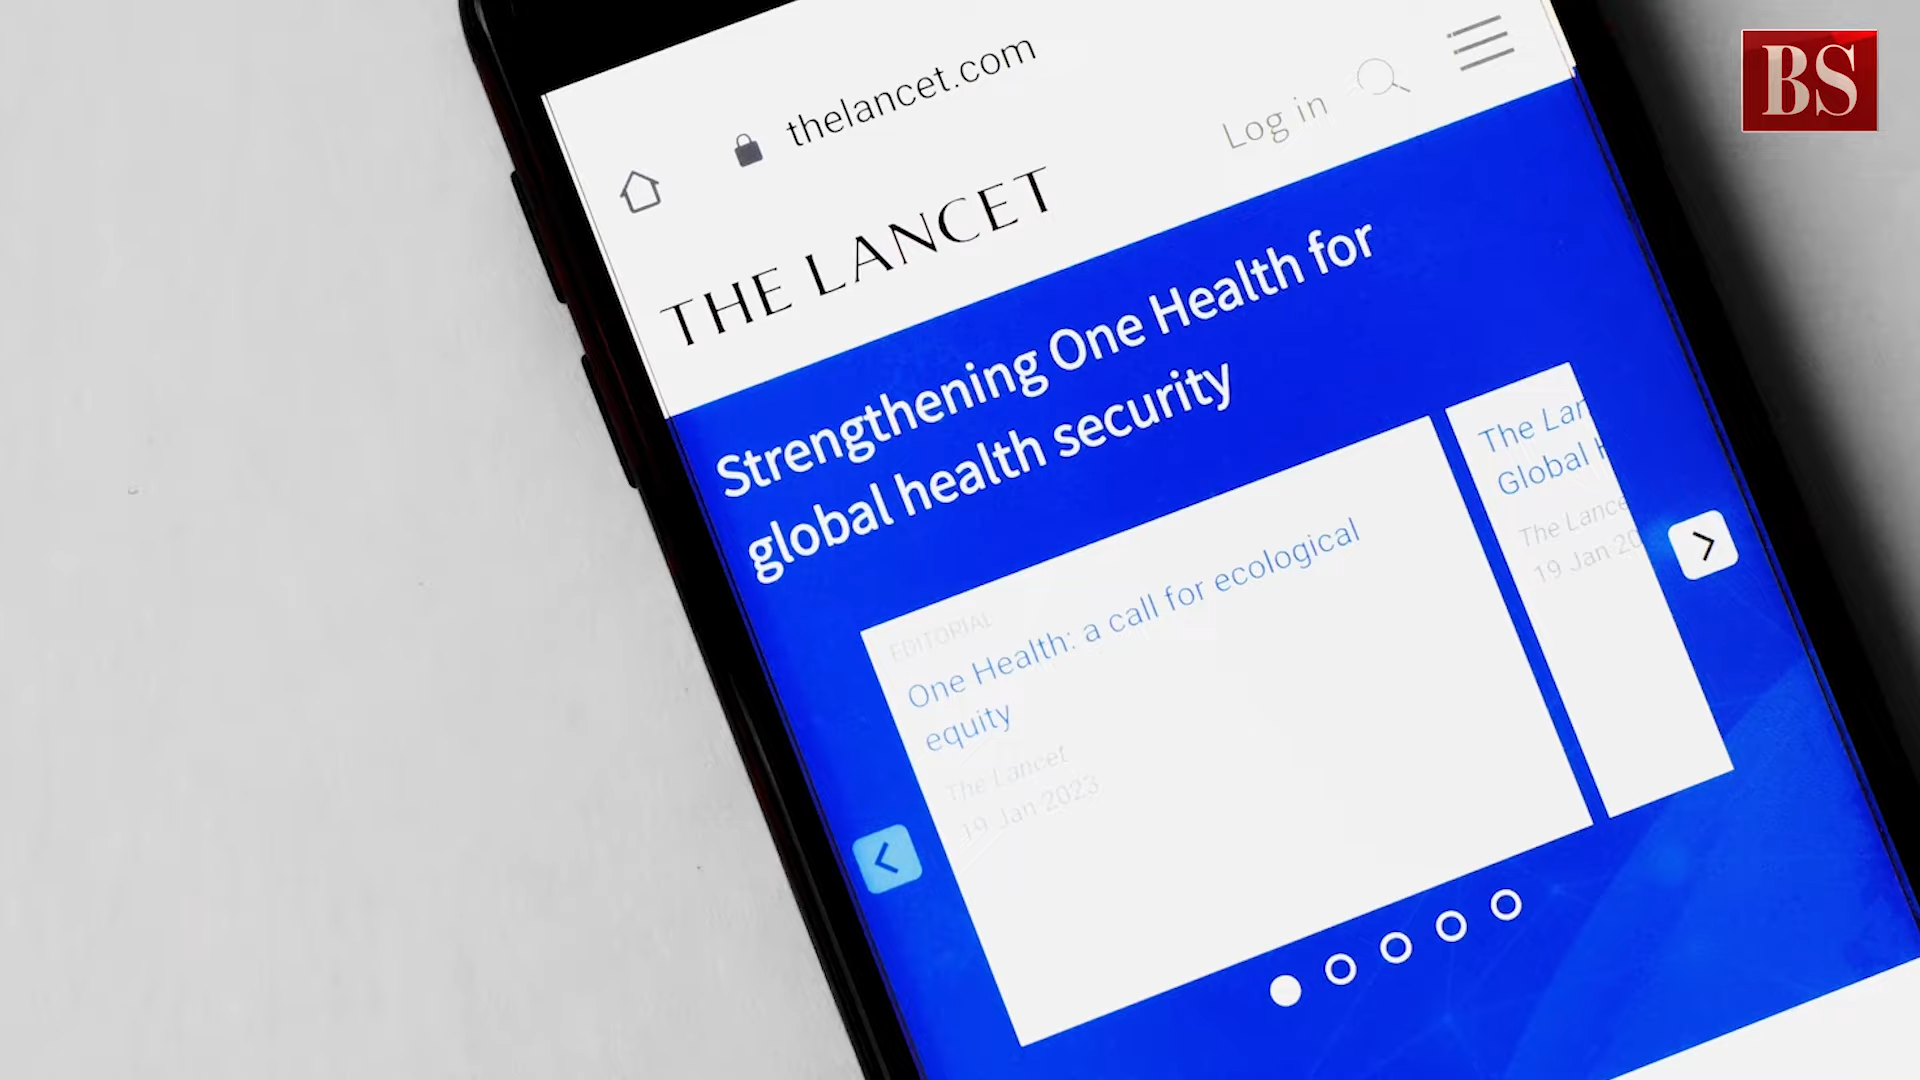 BS
thelancet.com
Log in
THE LANCET
Strengthening One Health for
global health security
EDITORIAL
One Health: a call for ecological
equity
The Lancet
19 Jan 2023
The Lan
Global H
The Lance
19 Jan 20